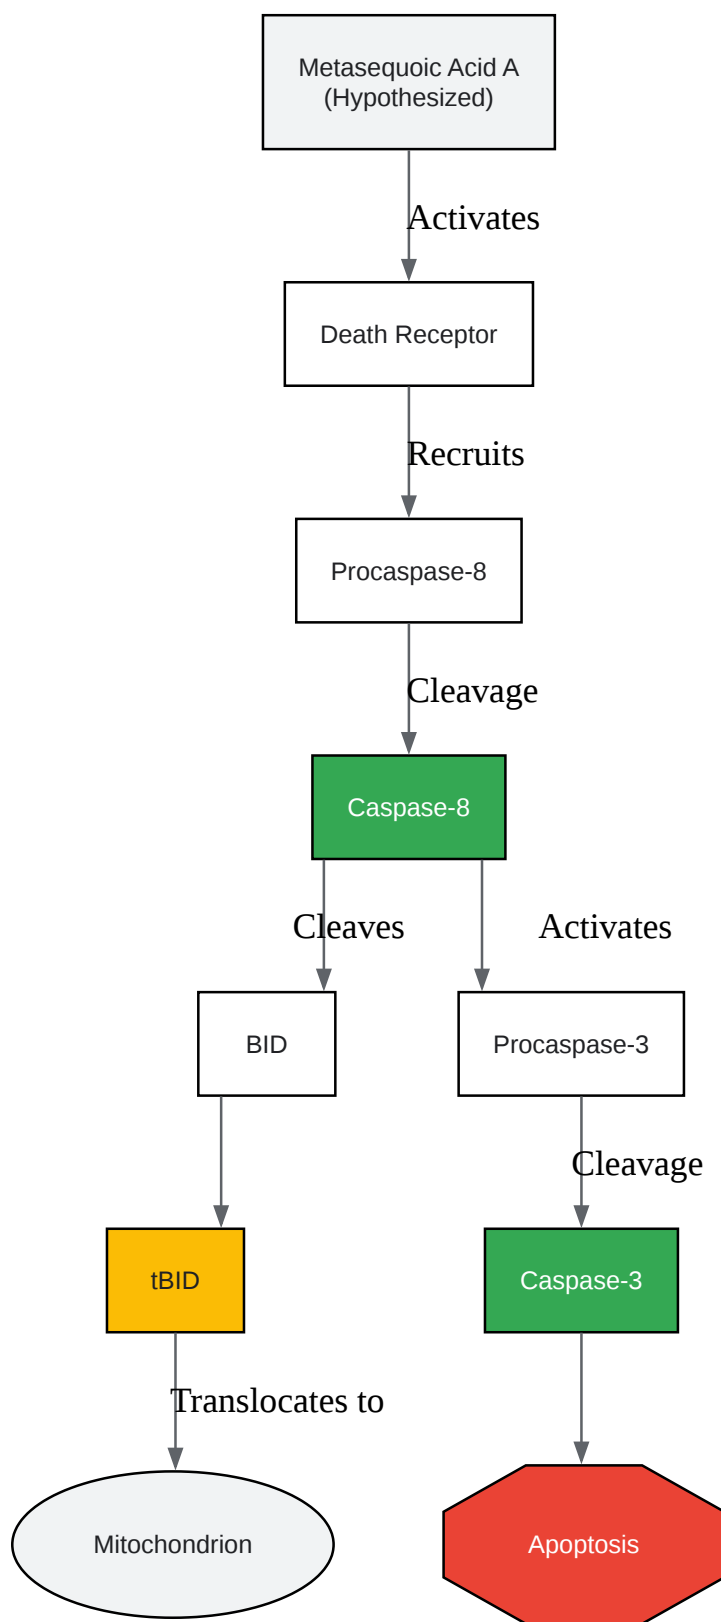 Metasequoic Acid A
(Hypothesized)
Activates
Death Receptor
Recruits
Procaspase-8
Cleavage
Caspase-8
Cleaves
Activates
BID
Procaspase-3
Cleavage
tBID
Caspase-3
Translocates to
Mitochondrion
Apoptosis